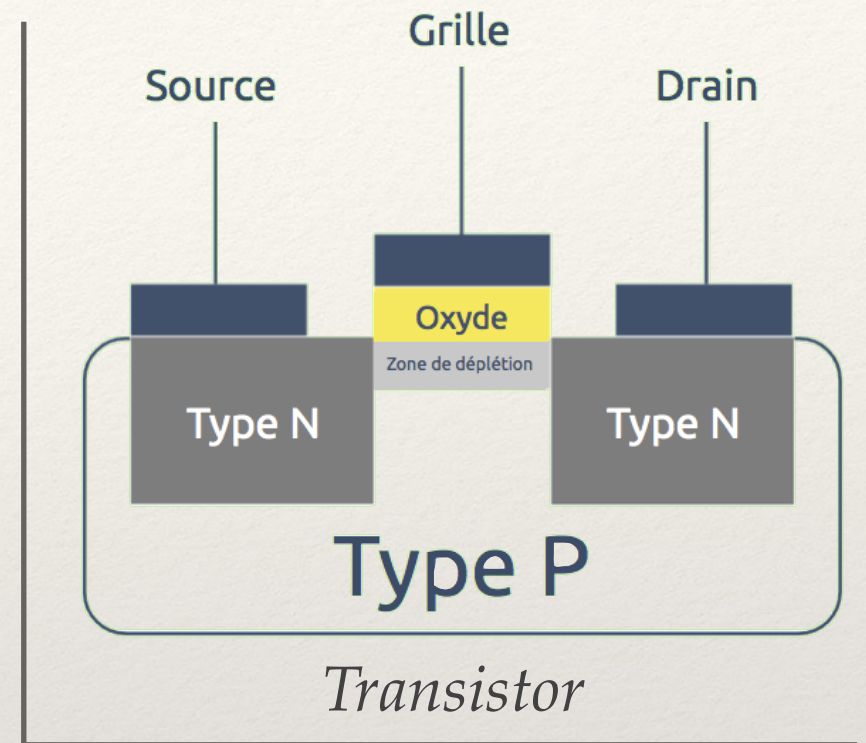 Grille
Source
Drain
Oxyde
Zone de déplétion
Type N
Type N
Type P
Transistor